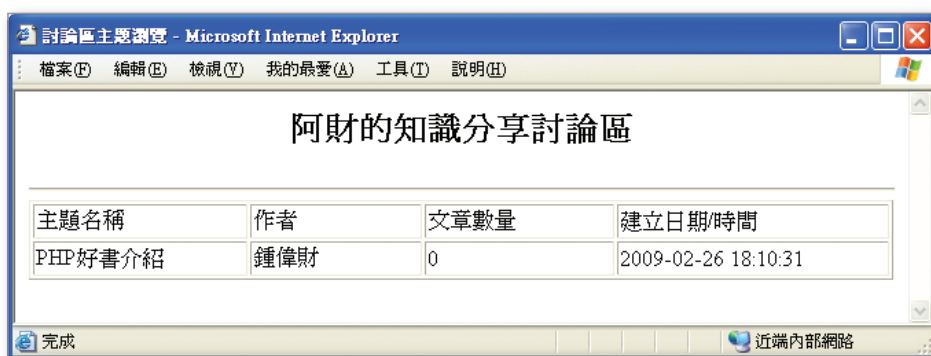 討論區主題瀏覽 - Microsoft Internet Explorer
檔案(F) 編輯(E) 檢視(V) 我的最愛(A) 工具(T) 說明(H)
阿財的知識分享討論區
主題名稱 作者 文章數量 建立日期/時間
PHP好書介紹 鍾偉財 0 2009-02-26 18:10:31
完成 近端內部網路